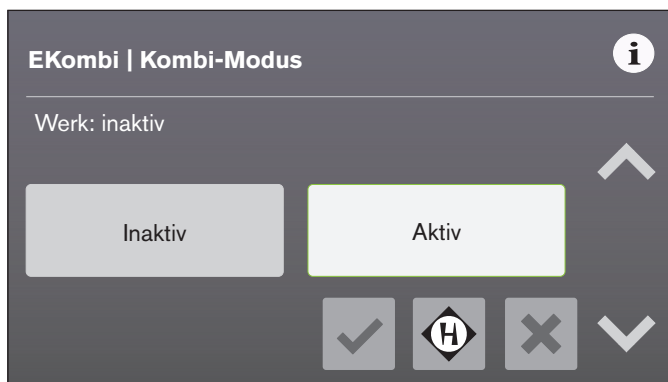 EKombi | Kombi-Modus
i
Werk: inaktiv
Inaktiv
Aktiv
H